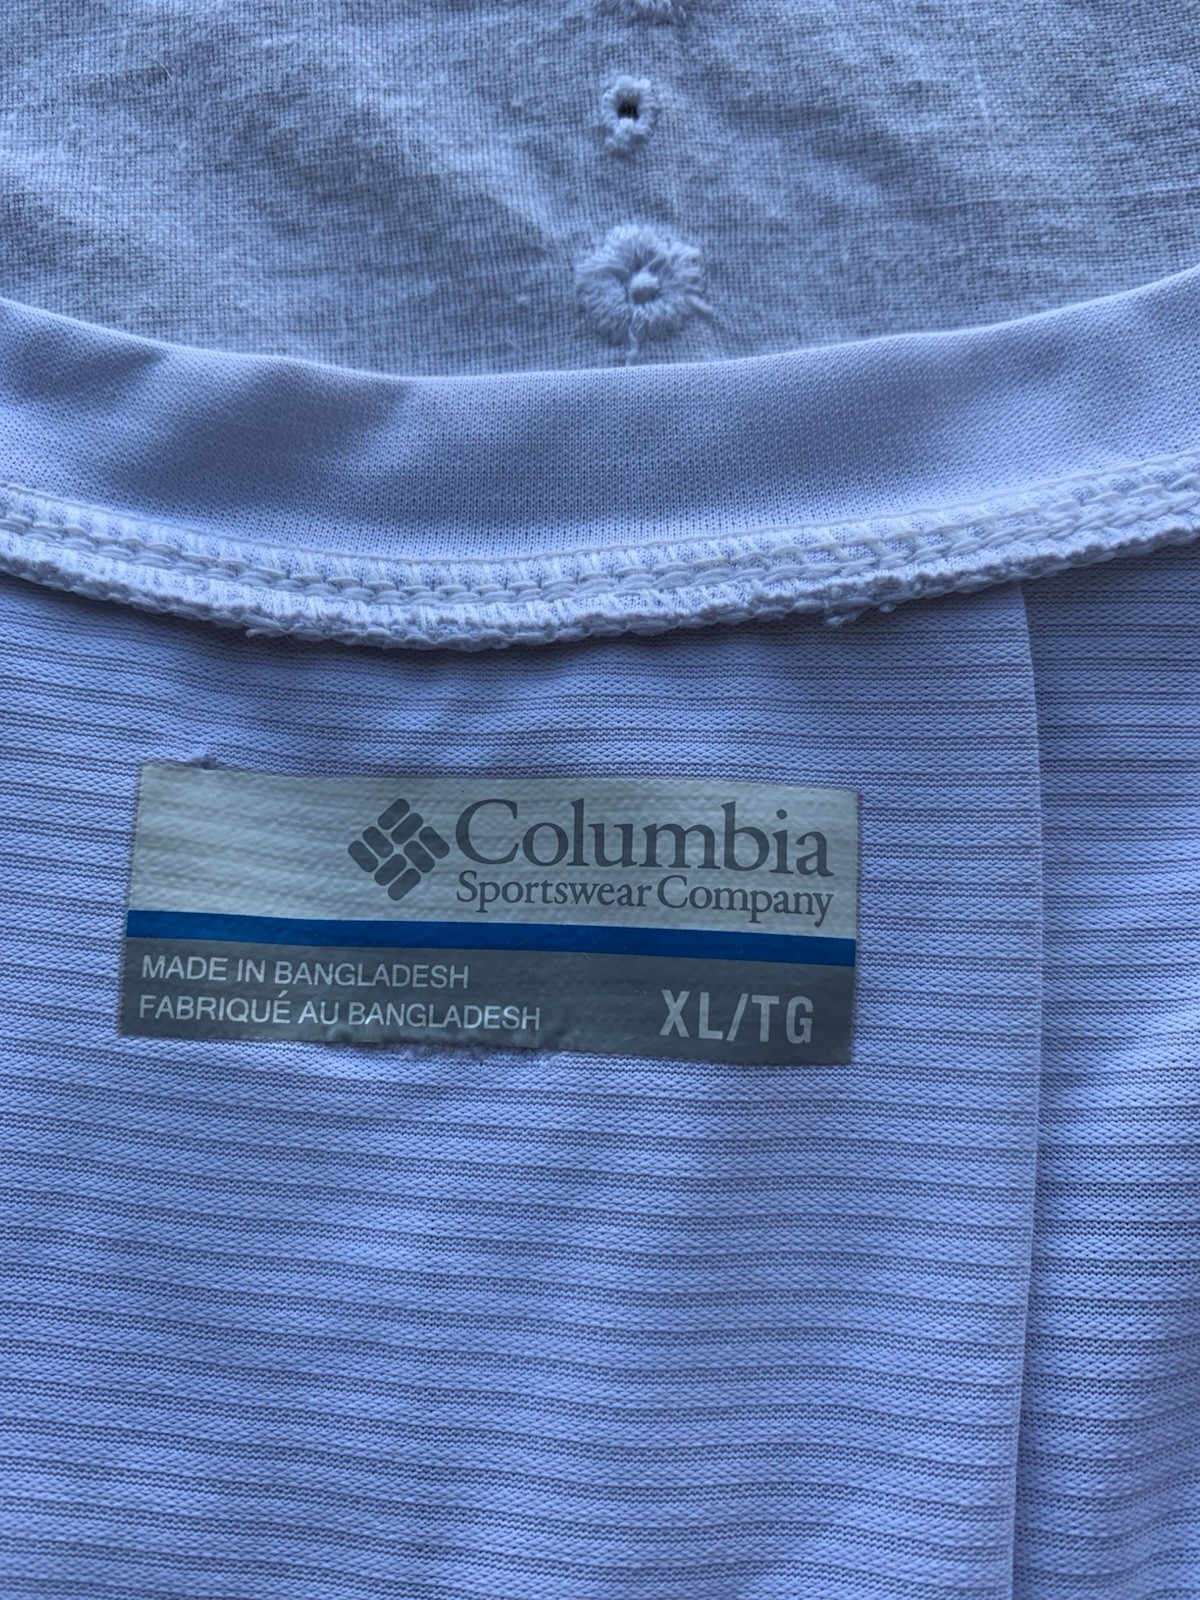 Columbia
Sportswear Company
MADE IN BANGLADESH
FABRIQUÉ AU BANGLADESH
XL/TG